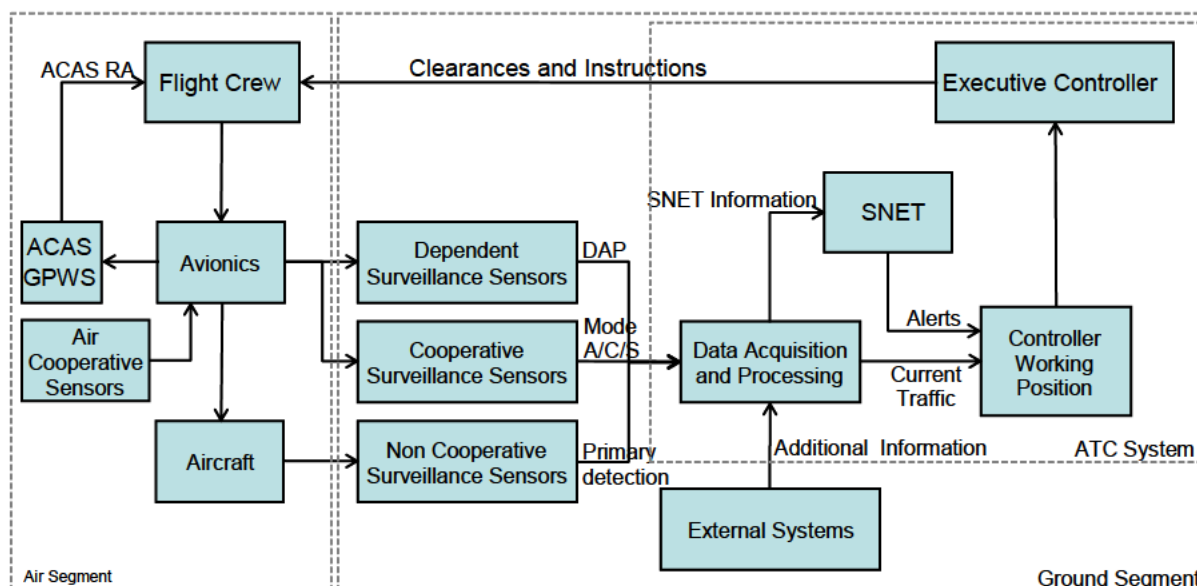 ACAS RA
Flight Crew
Clearances and Instructions
Executive Controller
SNET Information
SNET
ACAS
GPWS
Avionics
Dependent
Surveillance Sensors
DAP
Air
Cooperative
Sensors
Cooperative
Surveillance Sensors
Mode
A/C/S
Data Acquisition
and Processing
Alerts
Current
Traffic
Controller
Working
Position
Aircraft
Non Cooperative
Surveillance Sensors
Primary
detection
Additional Information
ATC System
External Systems
Air Segment
Ground Segment